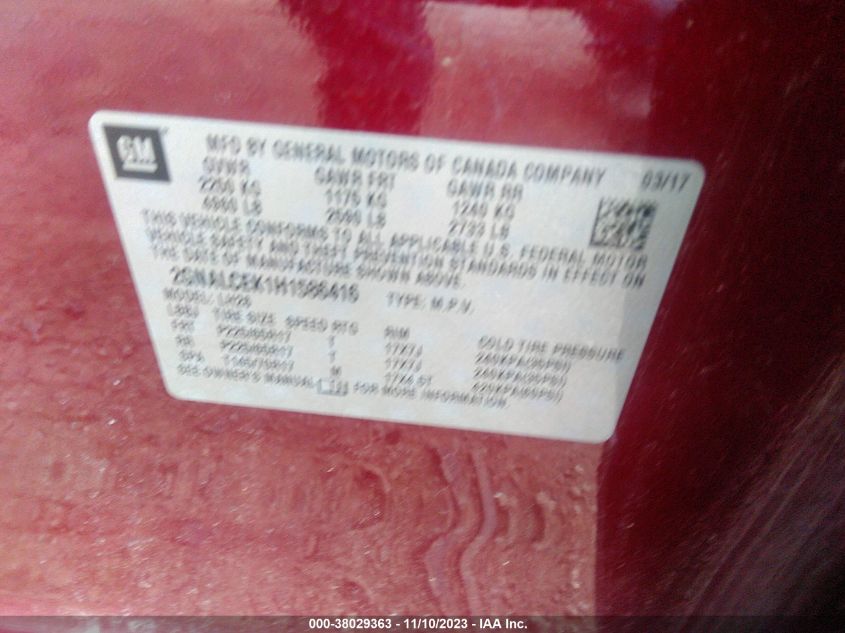 GM
MFD BY GENERAL MOTORS OF CANADA COMPANY 03/17
GVWR GAWR FRT GAWR RR
2250 KG 1175 KG 1240 KG
4960 LB 2590 LB 2733 LB
THIS VEHICLE CONFORMS TO ALL APPLICABLE U.S. FEDERAL MOTOR
VEHICLE SAFETY AND THEFT PREVENTION STANDARDS IN EFFECT ON
THE DATE OF MANUFACTURE SHOWN ABOVE.
2GNALCEK1H1586416 TYPE: M.P.V.
MODEL: LH26
TIRE SIZE SPEED RTG RIM COLD TIRE PRESSURE
FRT P225/65R17 T 17X7J 240KPA(35PSI)
RR P225/65R17 T 17X7J 240KPA(35PSI)
SPA T145/70R17 M 17X4 420KPA(60PSI)
SEE OWNER'S MANUAL FOR MORE INFORMATION.
000-38029363 - 11/10/2023 - IAA Inc.